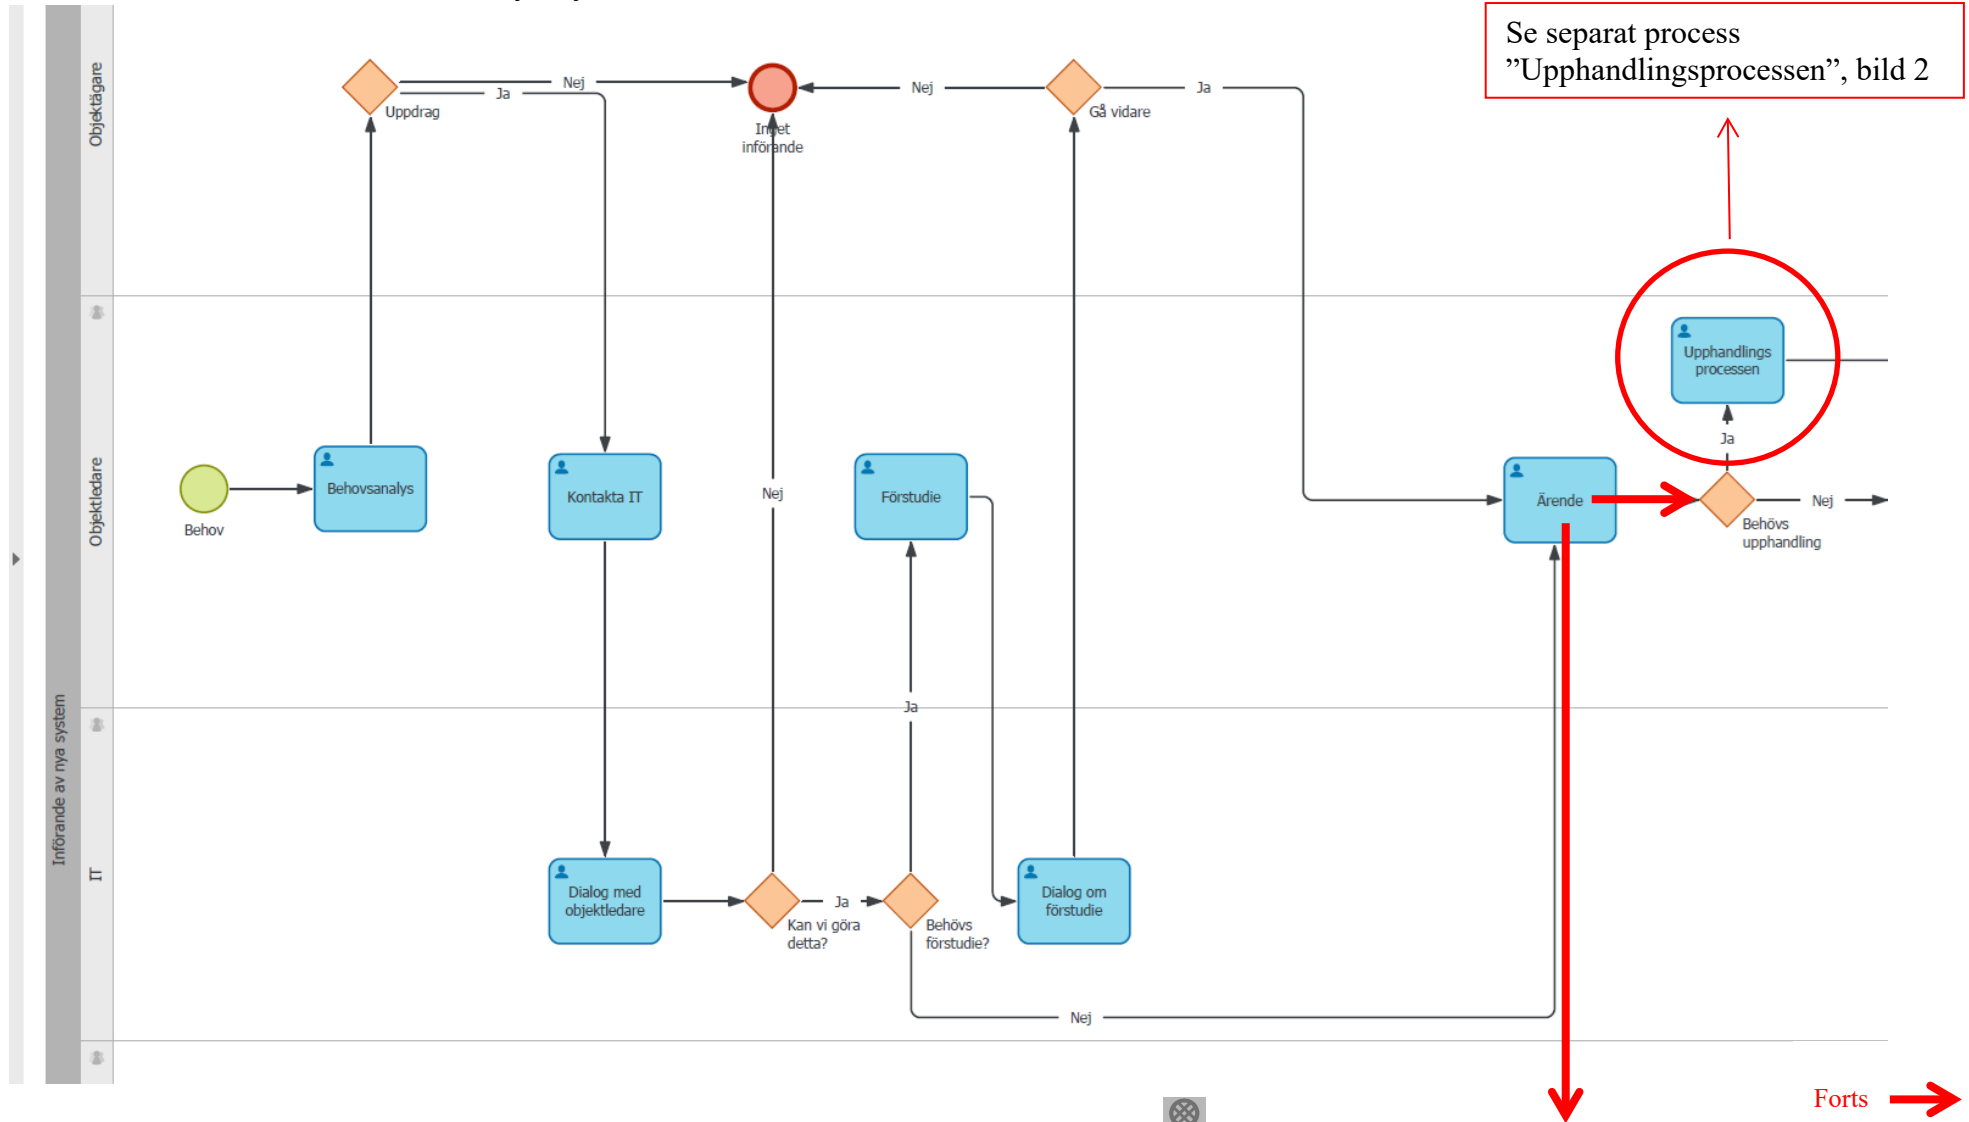 Se separat process
”Upphandlingsprocessen”, bild 2
Införande av nya system
Objektägare
Objektledare
IT
Uppdrag
Nej
Ja
Inget
införande
Nej
Gå vidare
Ja
Behov
Behovsanalys
Kontakta IT
Nej
Förstudie
Ja
Ärende
Upphandlings
processen
Ja
Behövs
upphandling
Nej
Dialog med
objektledare
Kan vi göra
detta?
Ja
Behövs
förstudie?
Dialog om
förstudie
Nej
Forts